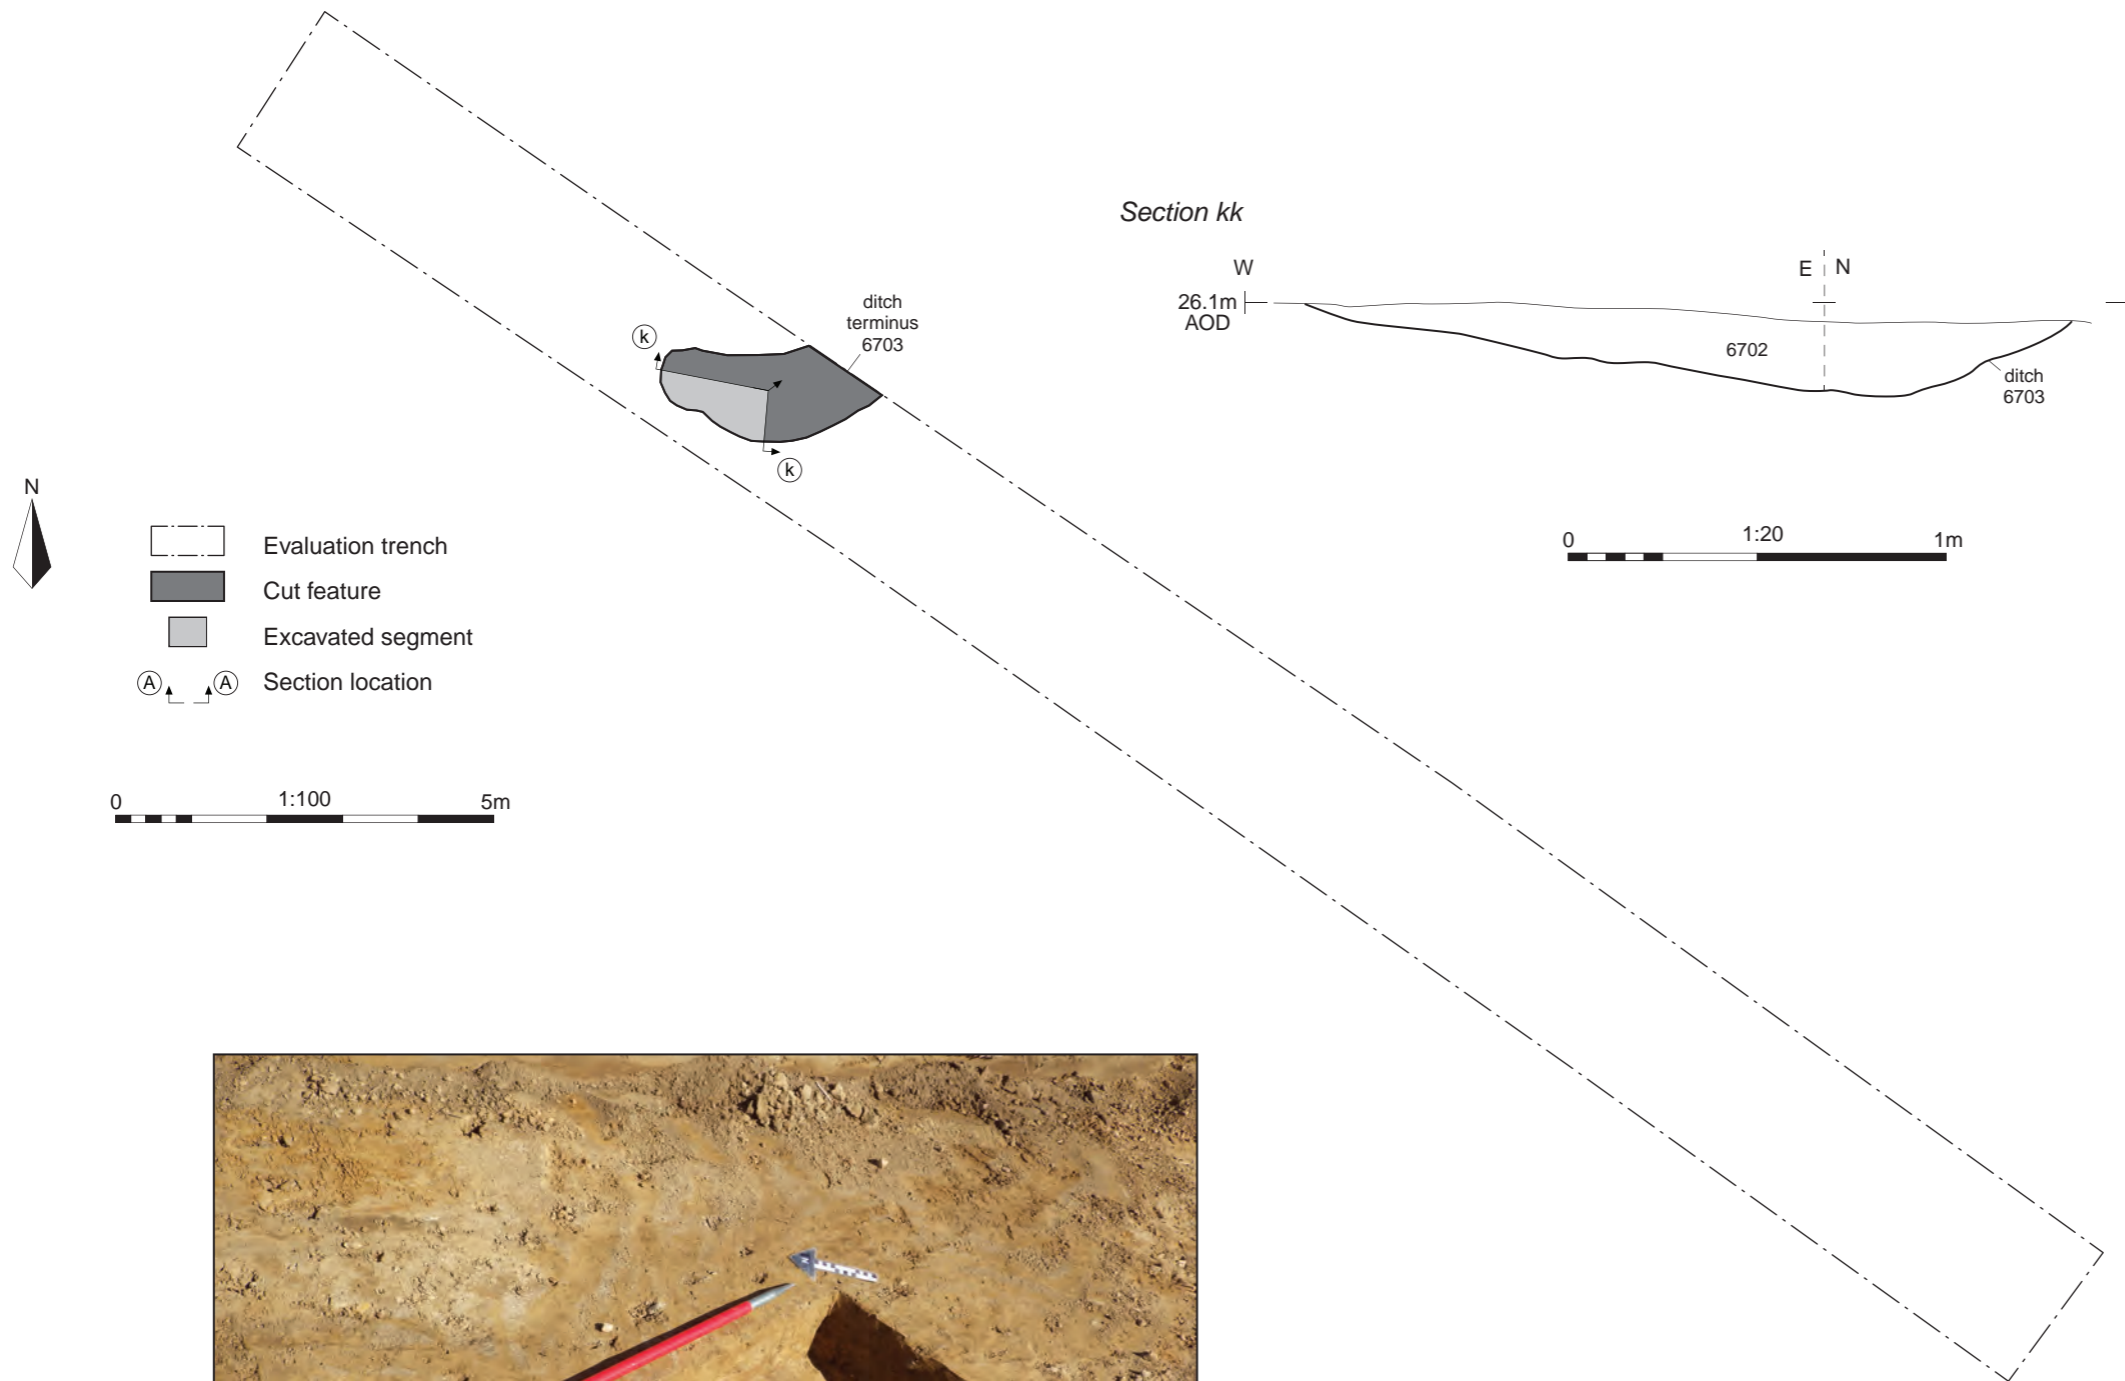 Section kk
W
E
N
26.1m
AOD
6702
ditch
6703
ditch
terminus
6703
k
k
0
1:20
1m
N
Evaluation trench
Cut feature
Excavated segment
A
A
Section location
0
1:100
5m
N